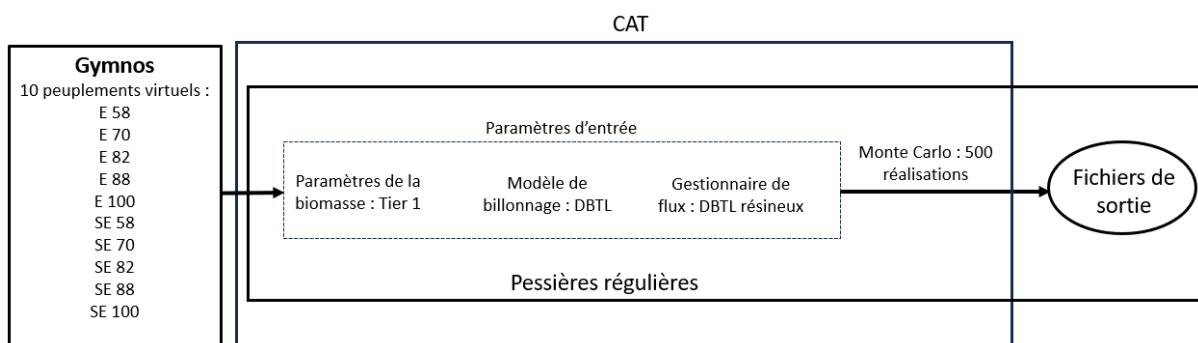 CAT
Gymnos
10 peuplements virtuels :
E 58
E 70
E 82
E 88
E 100
SE 58
SE 70
SE 82
SE 88
SE 100
Paramètres d’entrée
Paramètres de la
biomasse : Tier 1
Modèle de
billonnage : DBTL
Gestionnaire de
flux : DBTL résineux
Monte Carlo : 500
réalisations
Fichiers de
sortie
Pessières régulières